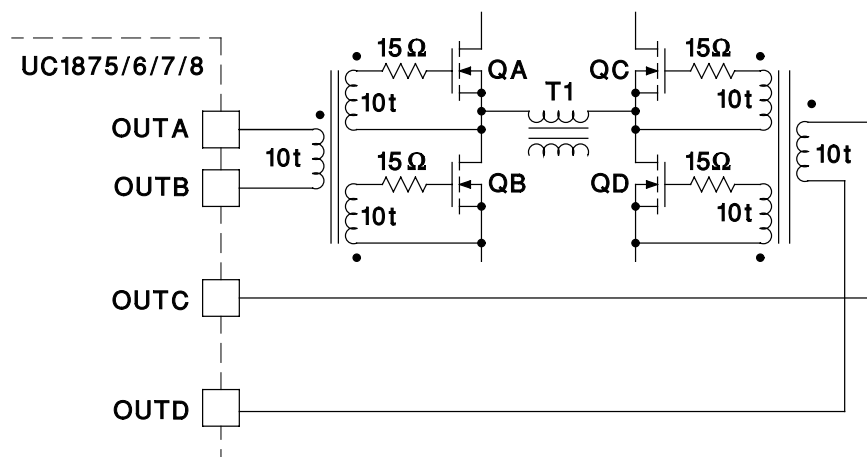 UC1875/6/7/8
15Ω
QA
QC
15Ω
T1
10t
10t
OUTA
10t
10t
15Ω
15Ω
OUTB
QB
QD
10t
10t
OUTC
OUTD